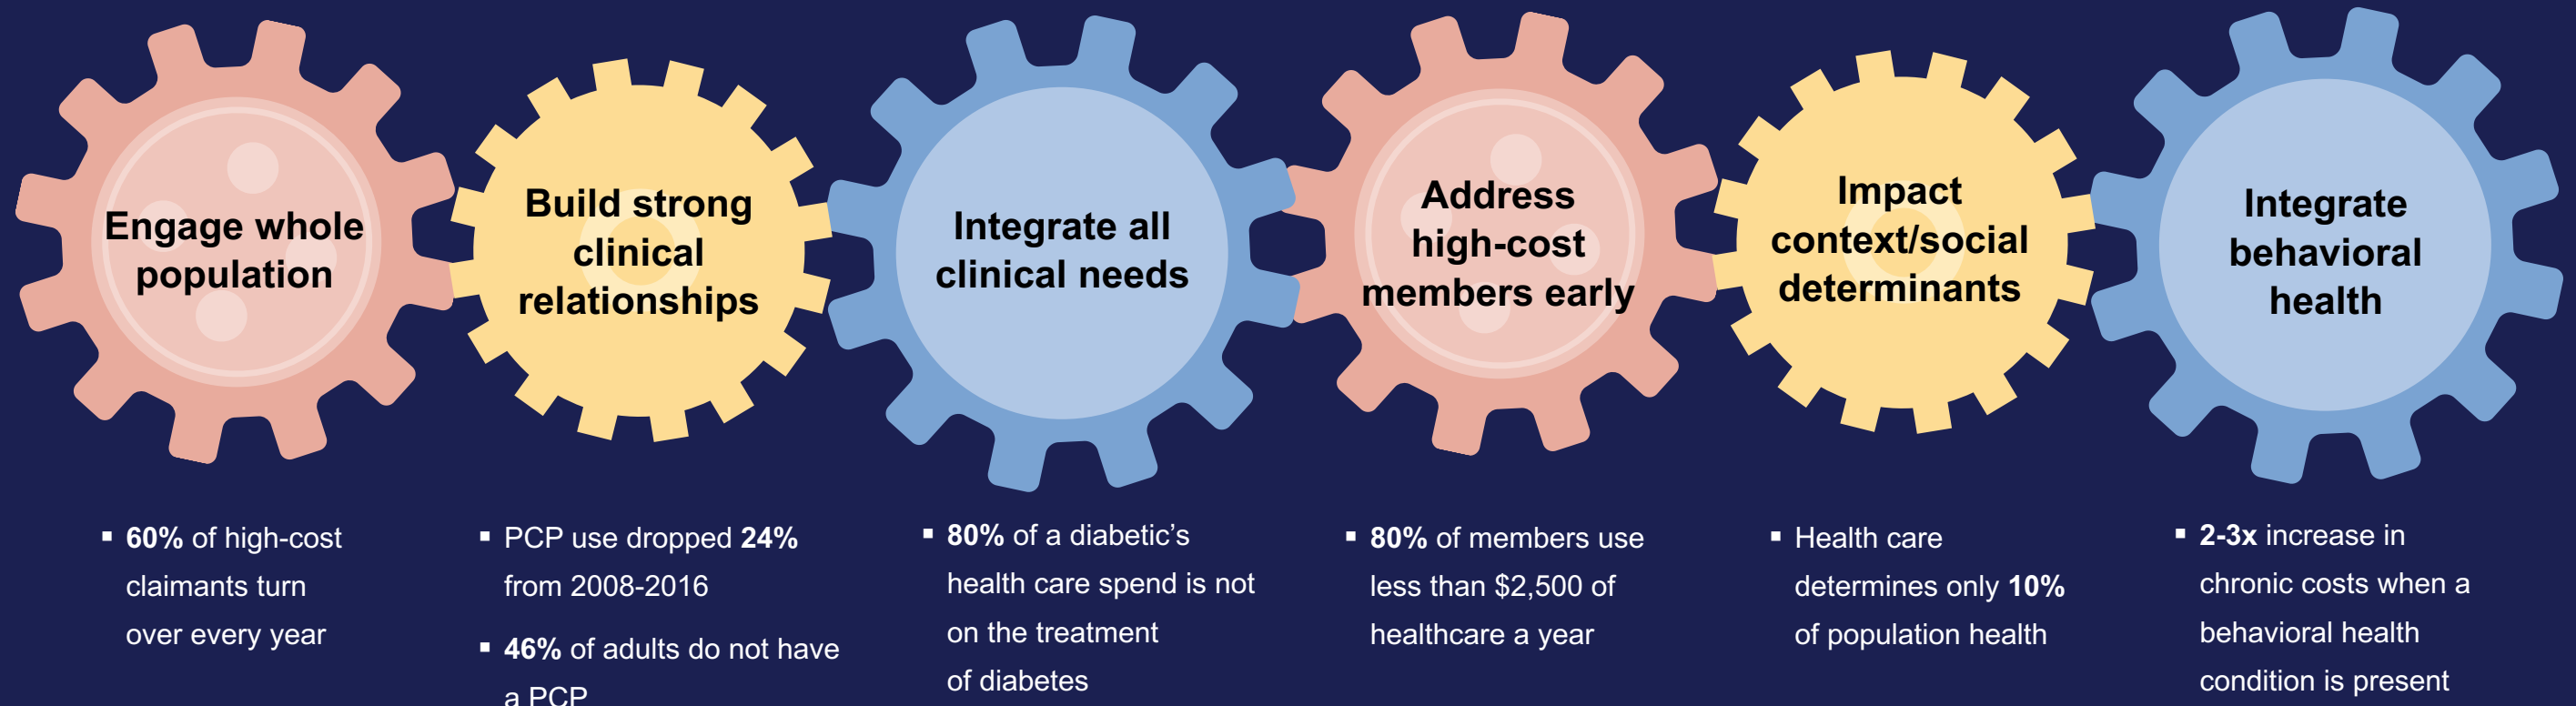 Engage whole
population
Build strong
clinical
relationships
Integrate all
clinical needs
Address
high-cost
members early
Impact
context/social
determinants
Integrate
behavioral
health
▪ 60% of high-cost
claimants turn
over every year
▪ PCP use dropped 24%
from 2008-2016
▪ 46% of adults do not have
a PCP
▪ 80% of a diabetic’s
health care spend is not
on the treatment
of diabetes
▪ 80% of members use
less than $2,500 of
healthcare a year
▪ Health care
determines only 10%
of population health
▪ 2-3x increase in
chronic costs when a
behavioral health
condition is present